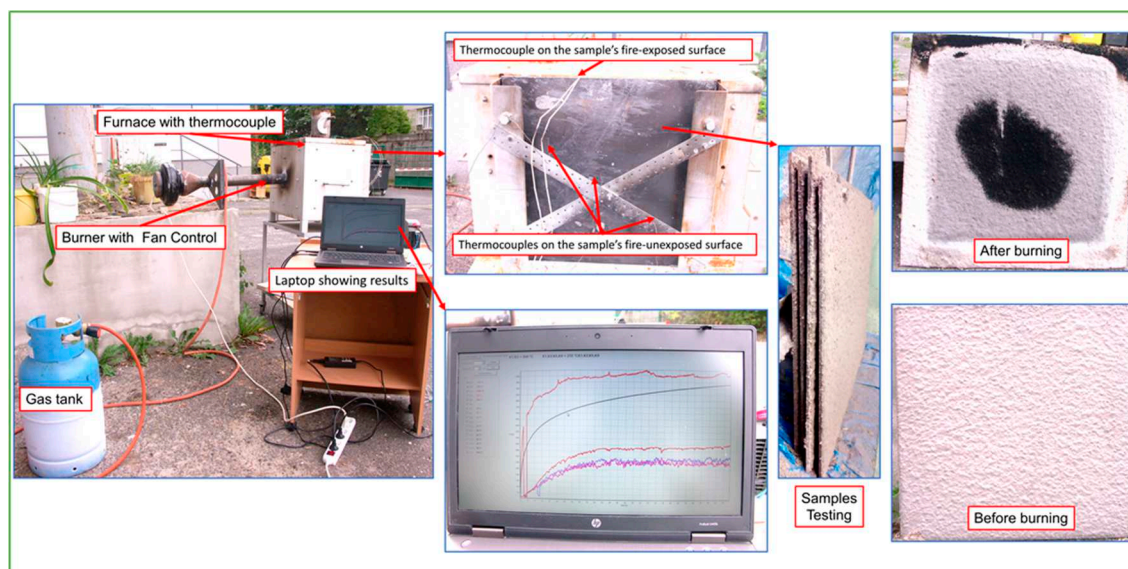 Thermocouple on the sample's fire-exposed surface
Furnace with thermocouple
Burner with Fan Control
Thermocouples on the sample's fire-unexposed surface
Laptop showing results
Gas tank
After burning
Samples
Testing
Before burning
hp